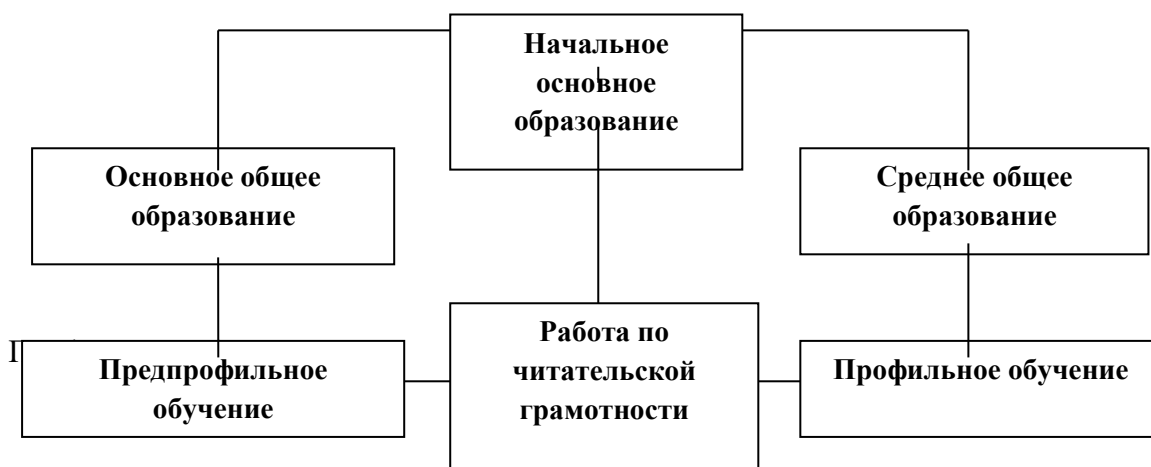 Начальное
основное
образование
Основное общее
образование
Среднее общее
образование
Работа по
читательской
грамотности
Предпрофильное
обучение
Профильное обучение